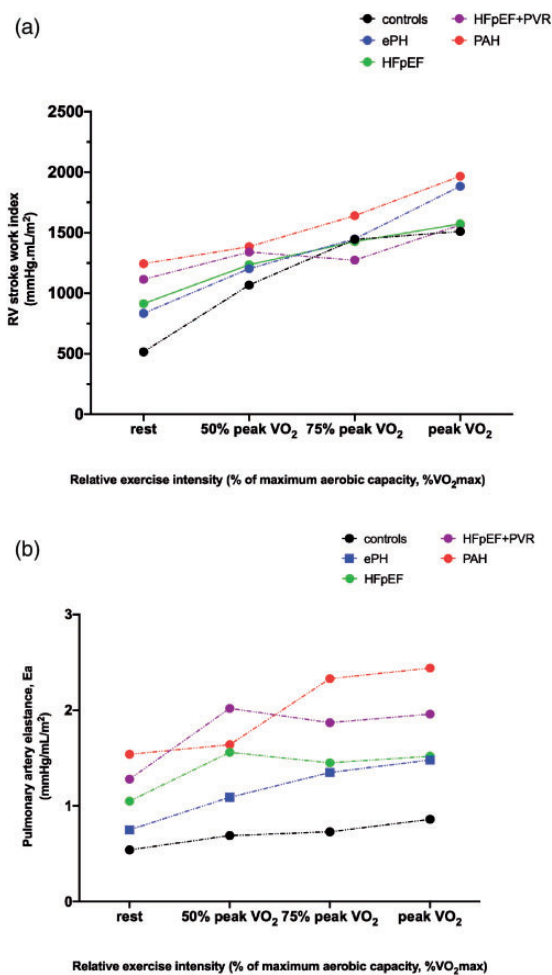 (a)
controls
ePH
HFpEF
HFpEF+PVR
PAH
RV stroke work index
(mmHg.mL/m²)
2500
2000
1500
1000
500
0
rest
50% peak VO₂
75% peak VO₂
peak VO₂
Relative exercise intensity (% of maximum aerobic capacity, %VO₂max)
(b)
controls
ePH
HFpEF
HFpEF+PVR
PAH
Pulmonary artery elastance, Ea
(mmHg/mL/m²)
3
2
1
0
rest
50% peak VO₂
75% peak VO₂
peak VO₂
Relative exercise intensity (% of maximum aerobic capacity, %VO₂max)